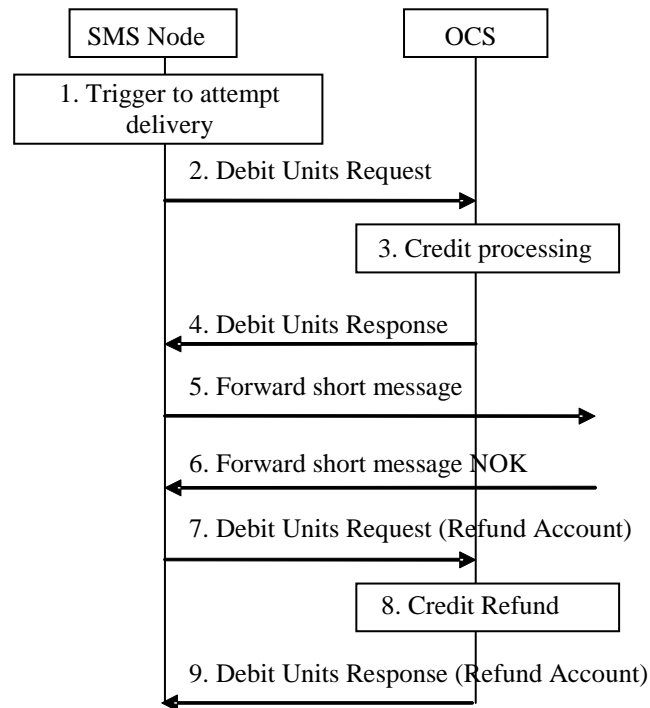 SMS Node
OCS
1. Trigger to attempt
delivery
2. Debit Units Request
3. Credit processing
4. Debit Units Response
5. Forward short message
6. Forward short message NOK
7. Debit Units Request (Refund Account)
8. Credit Refund
9. Debit Units Response (Refund Account)